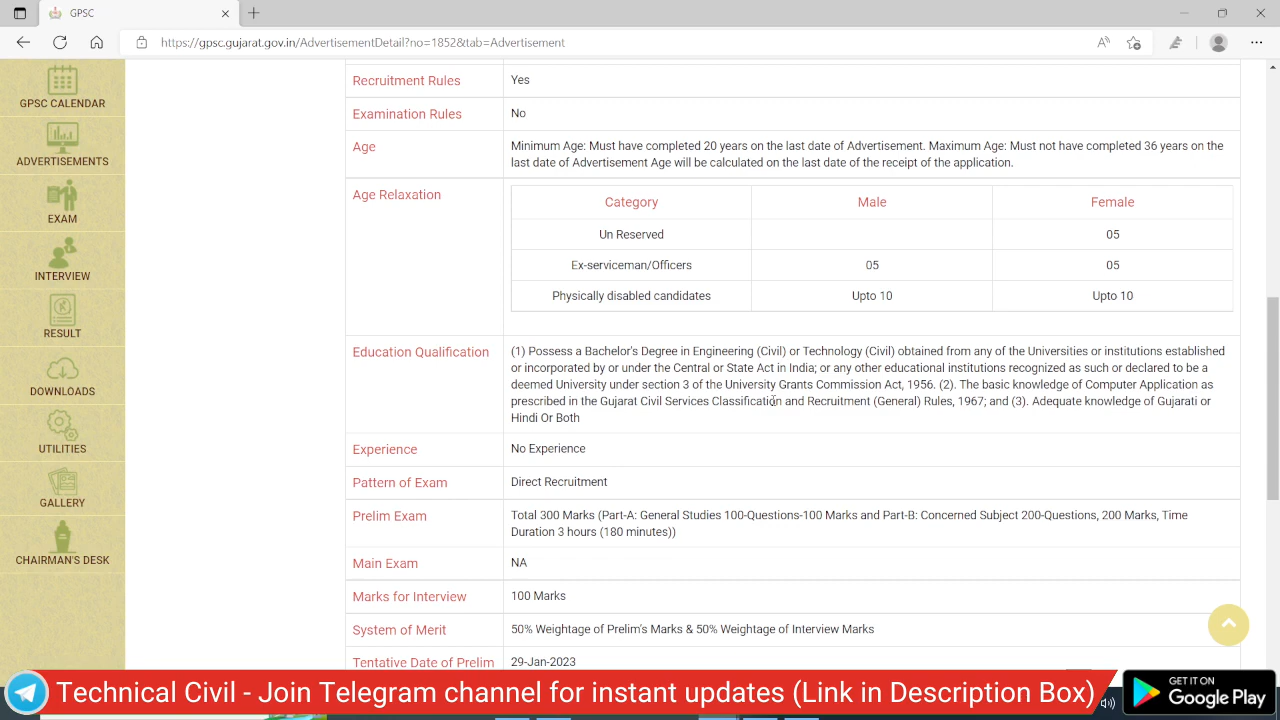 GPSC
https://gpsc.gujarat.gov.in/AdvertisementDetail?no=1852&tab=Advertisement
GPSC CALENDAR
ADVERTISEMENTS
EXAM
INTERVIEW
RESULT
DOWNLOADS
UTILITIES
GALLERY
CHAIRMAN'S DESK
Recruitment Rules Yes
Examination Rules No
Age Minimum Age: Must have completed 20 years on the last date of Advertisement. Maximum Age: Must not have completed 36 years on the
last date of Advertisement Age will be calculated on the last date of the receipt of the application.
Age Relaxation Category Male Female
Un Reserved 05
Ex-serviceman/Officers 05 05
Physically disabled candidates Upto 10 Upto 10
Education Qualification (1) Possess a Bachelor's Degree in Engineering (Civil) or Technology (Civil) obtained from any of the Universities or institutions established
or incorporated by or under the Central or State Act in India; or any other educational institutions recognized as such or declared to be a
deemed University under section 3 of the University Grants Commission Act, 1956. (2). The basic knowledge of Computer Application as
prescribed in the Gujarat Civil Services Classification and Recruitment (General) Rules, 1967; and (3). Adequate knowledge of Gujarati or
Hindi Or Both
Experience No Experience
Pattern of Exam Direct Recruitment
Prelim Exam Total 300 Marks (Part-A: General Studies 100-Questions-100 Marks and Part-B: Concerned Subject 200-Questions, 200 Marks, Time
Duration 3 hours (180 minutes))
Main Exam NA
Marks for Interview 100 Marks
System of Merit 50% Weightage of Prelim's Marks & 50% Weightage of Interview Marks
Tentative Date of Prelim 29-Jan-2023
Technical Civil - Join Telegram channel for instant updates (Link in Description Box)
GET IT ON
Google Play